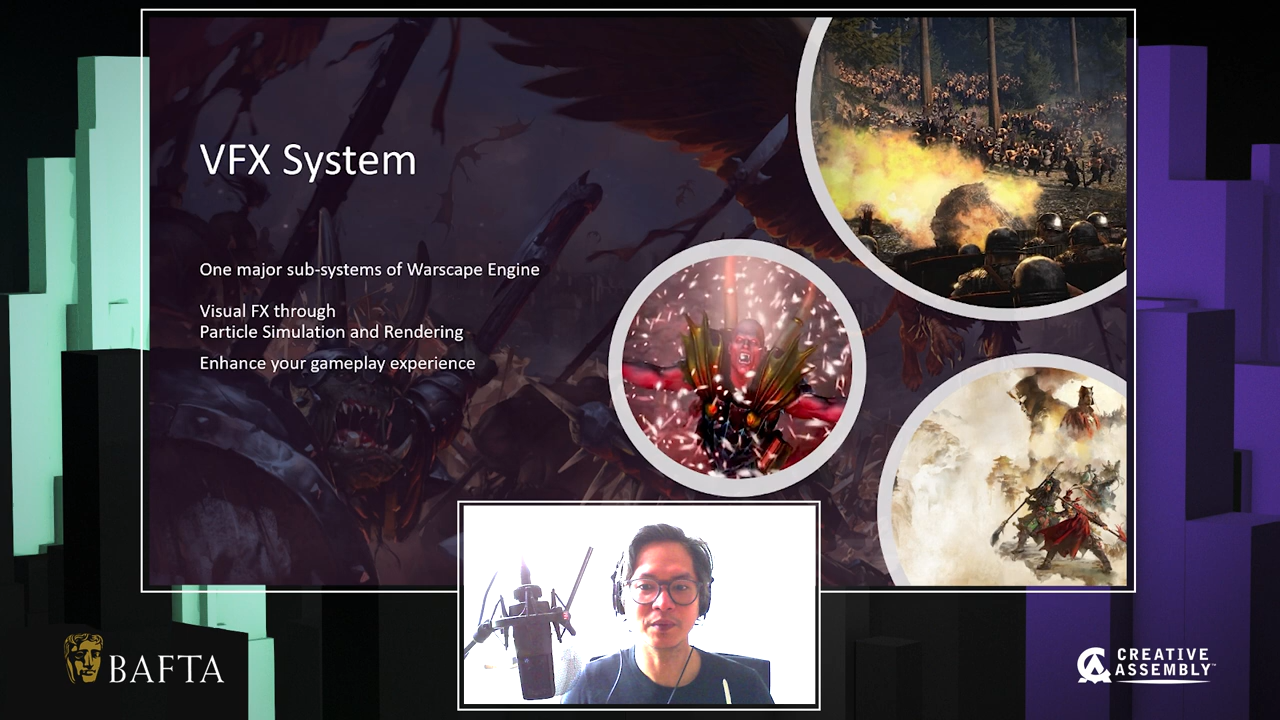 VFX System
One major sub-systems of Warscape Engine
Visual FX through
Particle Simulation and Rendering
Enhance your gameplay experience
BAFTA
CREATIVE
ASSEMBLY™